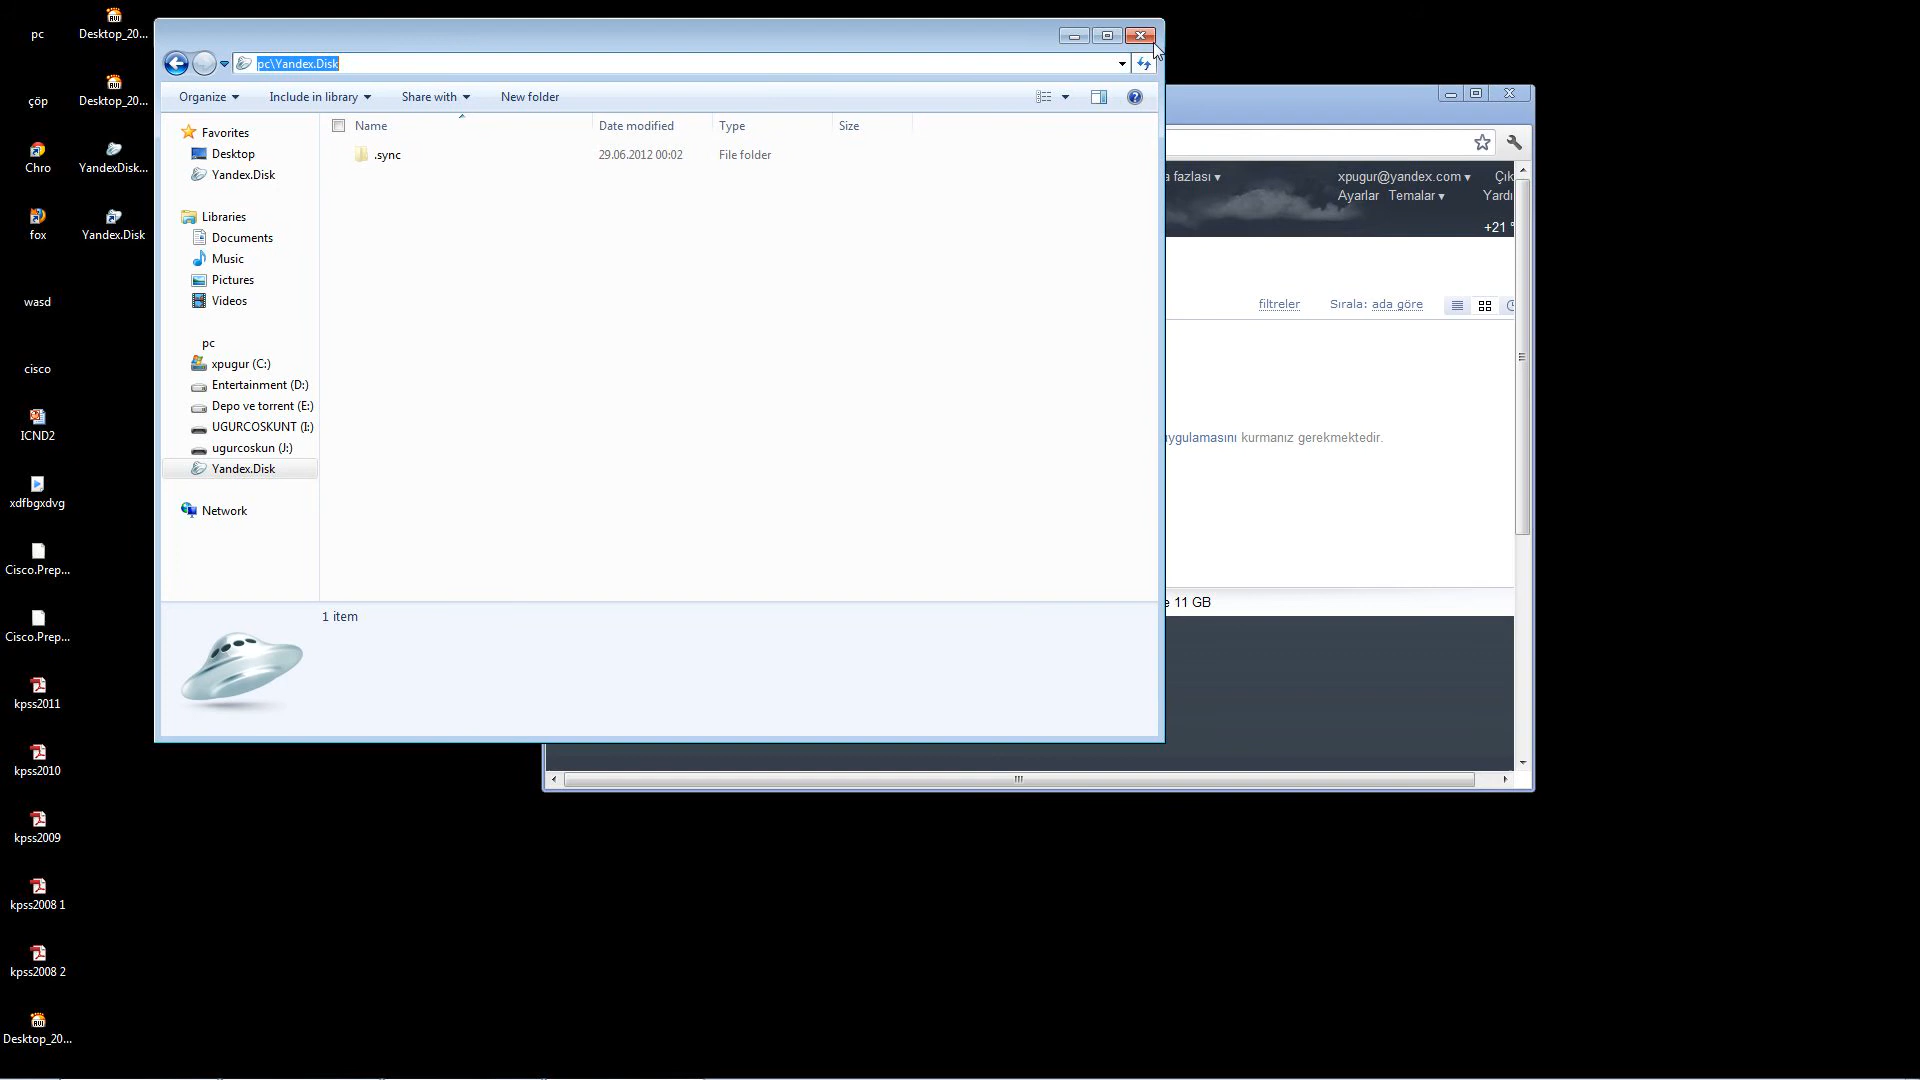 pc
Desktop_20...
çöp
Desktop_20...
Chro
YandexDisk...
fox
Yandex.Disk
wasd
cisco
ICND2
xdfbgxdvg
Cisco.Prep...
Cisco.Prep...
kpss2011
kpss2010
kpss2009
kpss2008 1
kpss2008 2
Desktop_20...
pc\Yandex.Disk
Organize
Include in library
Share with
New folder
Name
Date modified
Type
Size
.sync
29.06.2012 00:02
File folder
Favorites
Desktop
Yandex.Disk
Libraries
Documents
Music
Pictures
Videos
pc
xpugur (C:)
Entertainment (D:)
Depo ve torrent (E:)
UGURCOSKUNT (I:)
ugurcoskun (J:)
Yandex.Disk
Network
1 item
a fazlası
xpugur@yandex.com
Çık
Ayarlar
Temalar
Yardı
+21 °
filtreler
Sırala: ada göre
uygulamasını kurmanız gerekmektedir.
e 11 GB